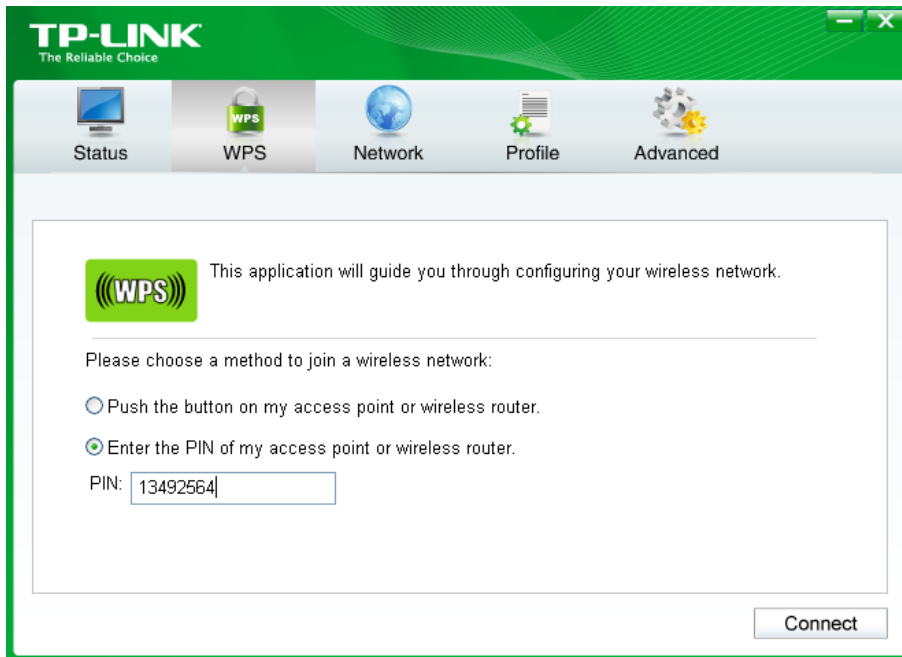 TP-LINK
The Reliable Choice
Status
WPS
WPS
Network
Profile
Advanced
WPS
This application will guide you through configuring your wireless network.
Please choose a method to join a wireless network:
Push the button on my access point or wireless router.
Enter the PIN of my access point or wireless router.
PIN: 13492564
Connect